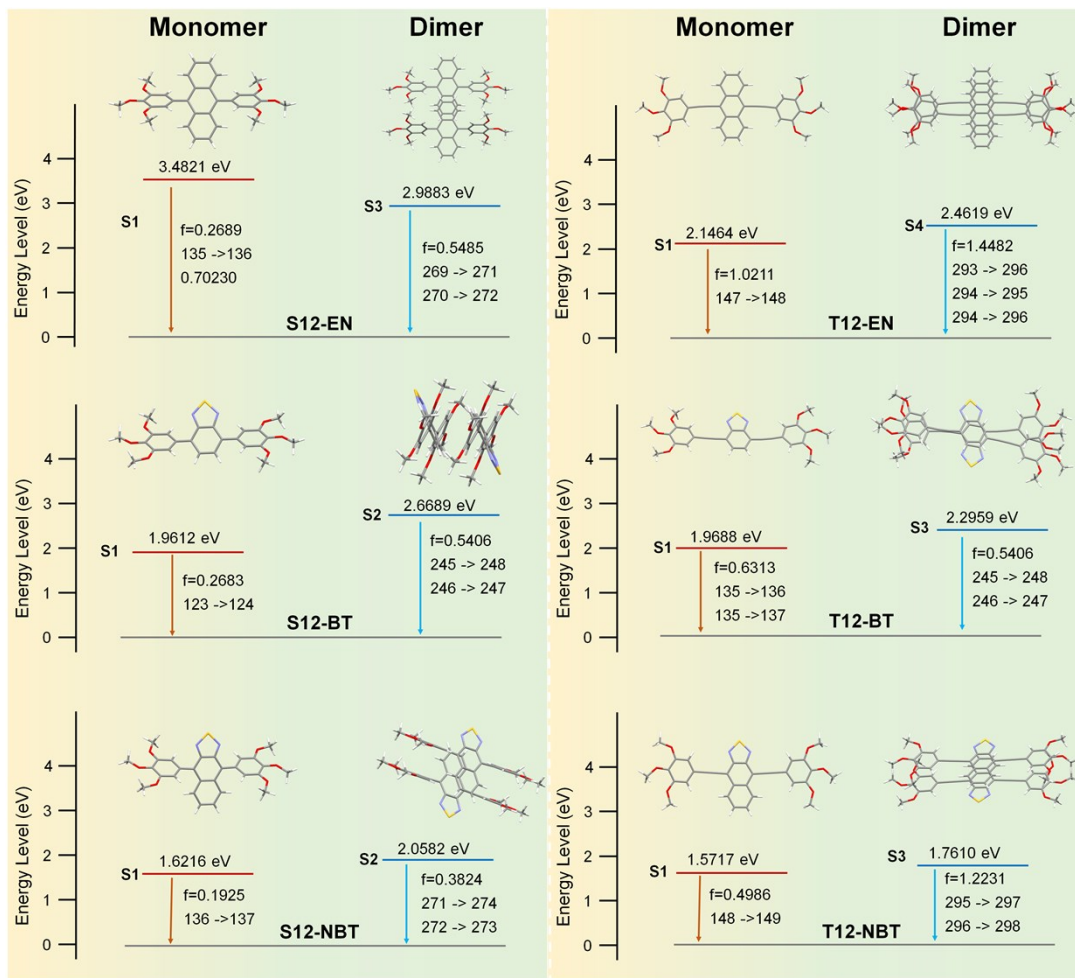 Monomer
Dimer
Monomer
Dimer
Energy Level (eV)
4
3
2
1
0
3.4821 eV
S1
f=0.2689
135 ->136
0.70230
2.9883 eV
S3
f=0.5485
269 -> 271
270 -> 272
S12-EN
Energy Level (eV)
4
3
2
1
0
2.1464 eV
S1
f=1.0211
147 ->148
2.4619 eV
S4
f=1.4482
293 -> 296
294 -> 295
294 -> 296
T12-EN
Energy Level (eV)
4
3
2
1
0
1.9612 eV
S1
f=0.2683
123 ->124
2.6689 eV
S2
f=0.5406
245 -> 248
246 -> 247
S12-BT
Energy Level (eV)
4
3
2
1
0
1.9688 eV
S1
f=0.6313
135 ->136
135 ->137
2.2959 eV
S3
f=0.5406
245 -> 248
246 -> 247
T12-BT
Energy Level (eV)
4
3
2
1
0
1.6216 eV
S1
f=0.1925
136 ->137
2.0582 eV
S2
f=0.3824
271 -> 274
272 -> 273
S12-NBT
Energy Level (eV)
4
3
2
1
0
1.5717 eV
S1
f=0.4986
148 ->149
1.7610 eV
S3
f=1.2231
295 -> 297
296 -> 298
T12-NBT